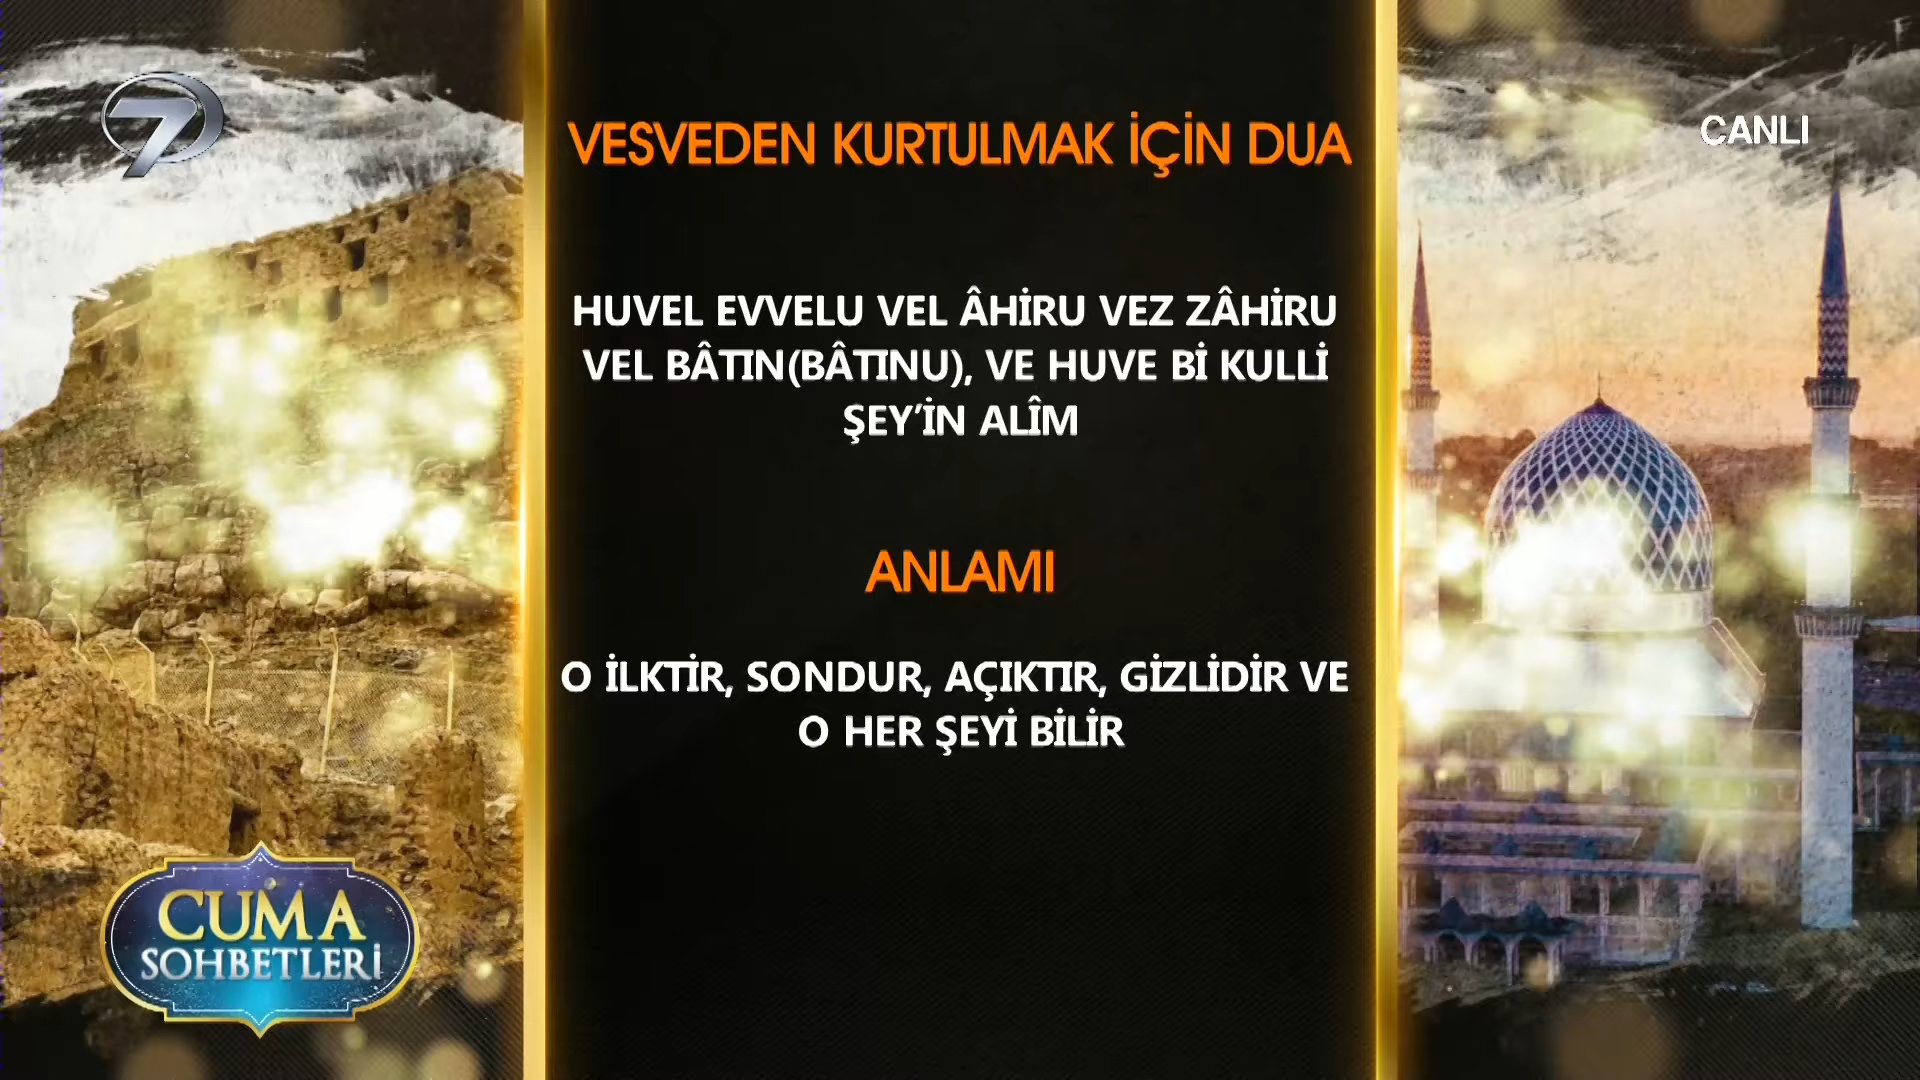 7
CANLI
VESVEDEN KURTULMAK İÇİN DUA
HUVEL EVVELU VEL ÂHİRU VEZ ZÂHİRU
VEL BÂTIN(BÂTINU), VE HUVE Bİ KULLİ
ŞEY’İN ALÎM
ANLAMI
O İLKTİR, SONDUR, AÇIKTIR, GİZLİDİR VE
O HER ŞEYİ BİLİR
CUMA
SOHBETLERİ